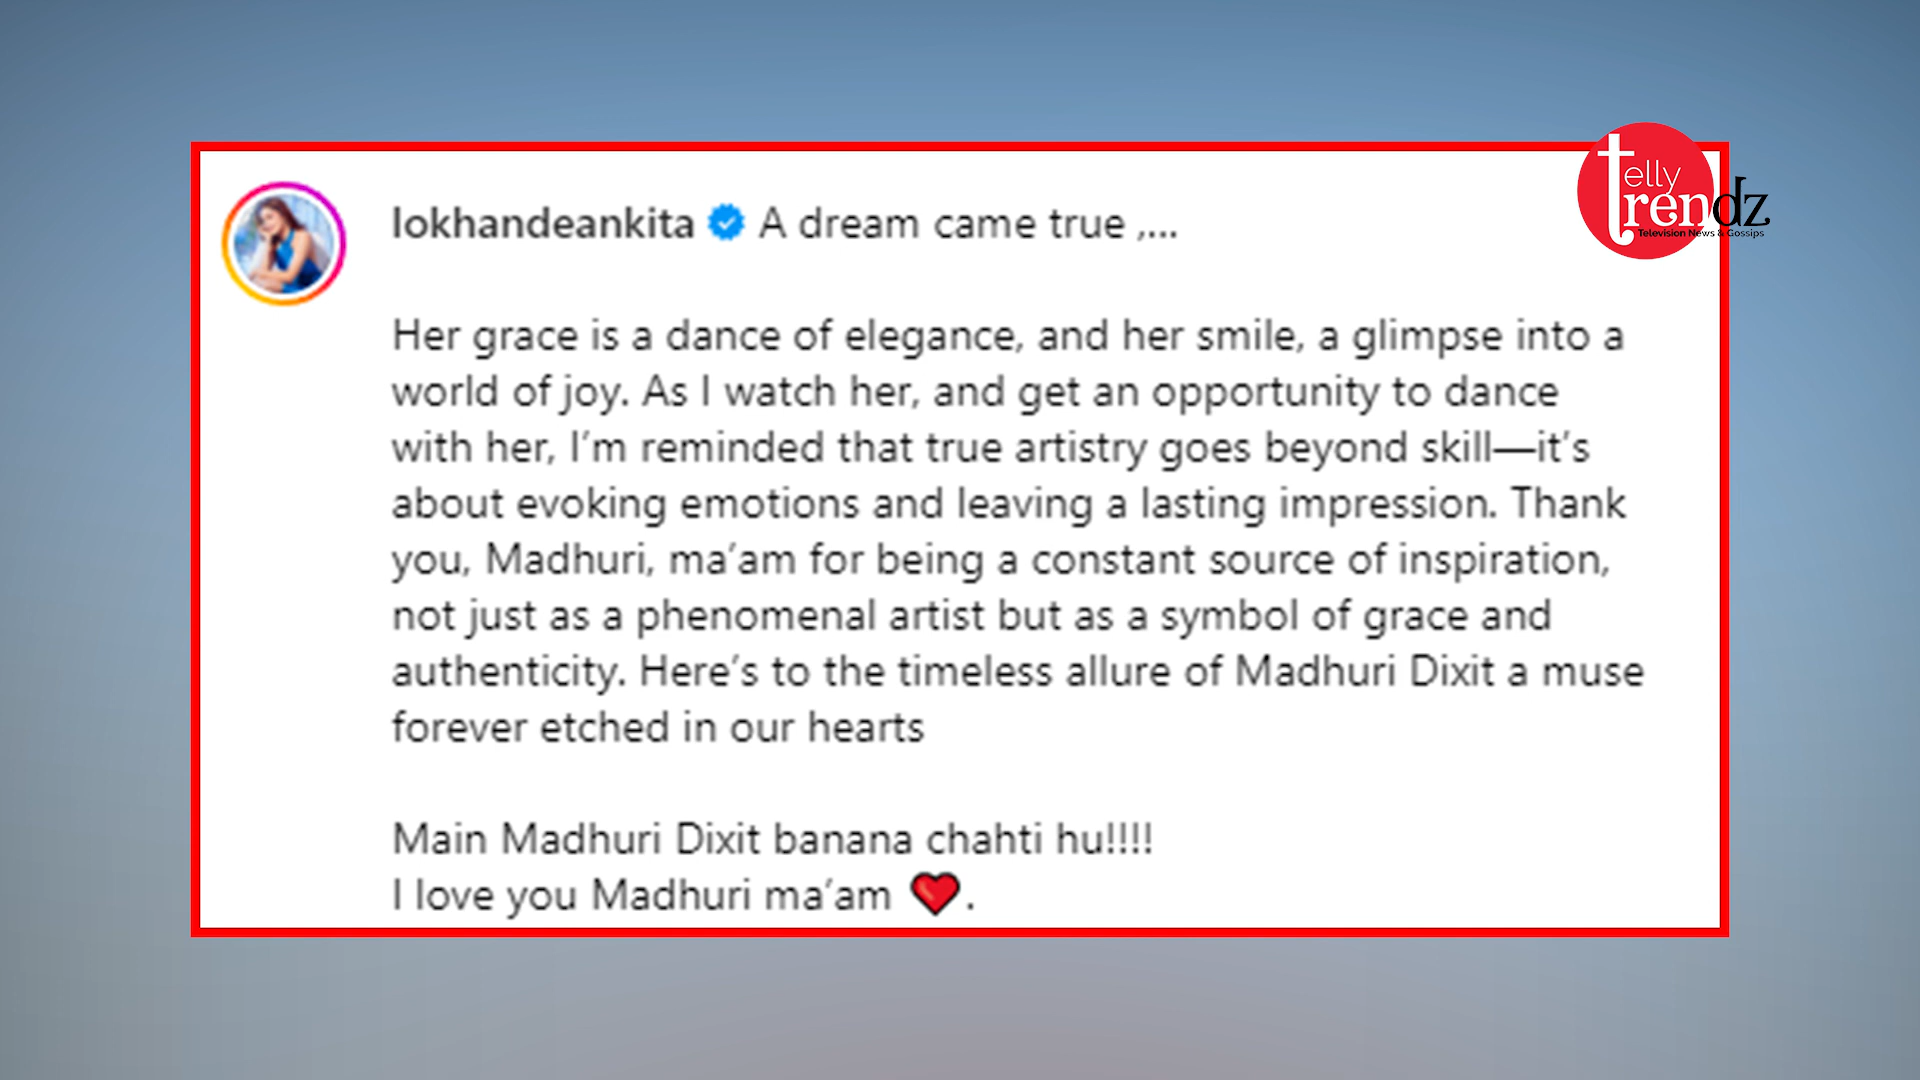 telly
trendz
Television News & Gossips
lokhandeankita A dream came true ,...
Her grace is a dance of elegance, and her smile, a glimpse into a
world of joy. As I watch her, and get an opportunity to dance
with her, I’m reminded that true artistry goes beyond skill—it’s
about evoking emotions and leaving a lasting impression. Thank
you, Madhuri, ma’am for being a constant source of inspiration,
not just as a phenomenal artist but as a symbol of grace and
authenticity. Here’s to the timeless allure of Madhuri Dixit a muse
forever etched in our hearts
Main Madhuri Dixit banana chahti hu!!!!
I love you Madhuri ma’am ❤️.